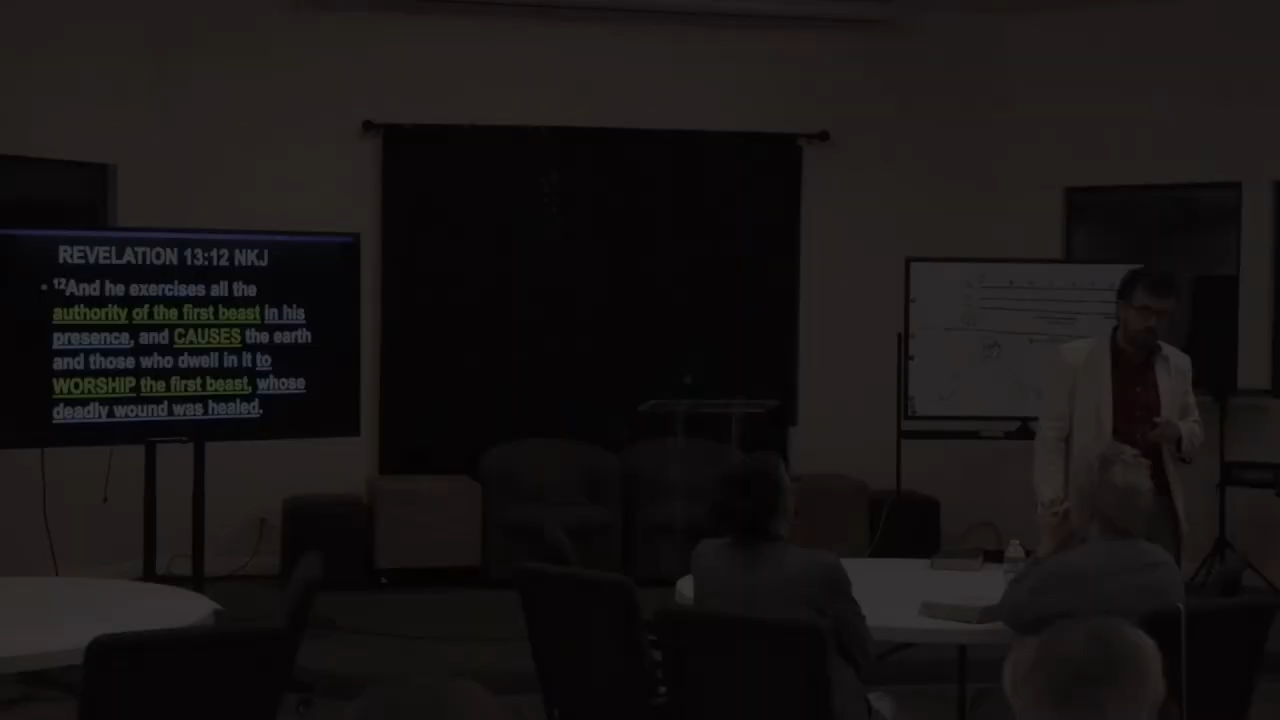 REVELATION 13:12 NKJ
• ¹²And he exercises all the
authority of the first beast in his
presence, and CAUSES the earth
and those who dwell in it to
WORSHIP the first beast, whose
deadly wound was healed.